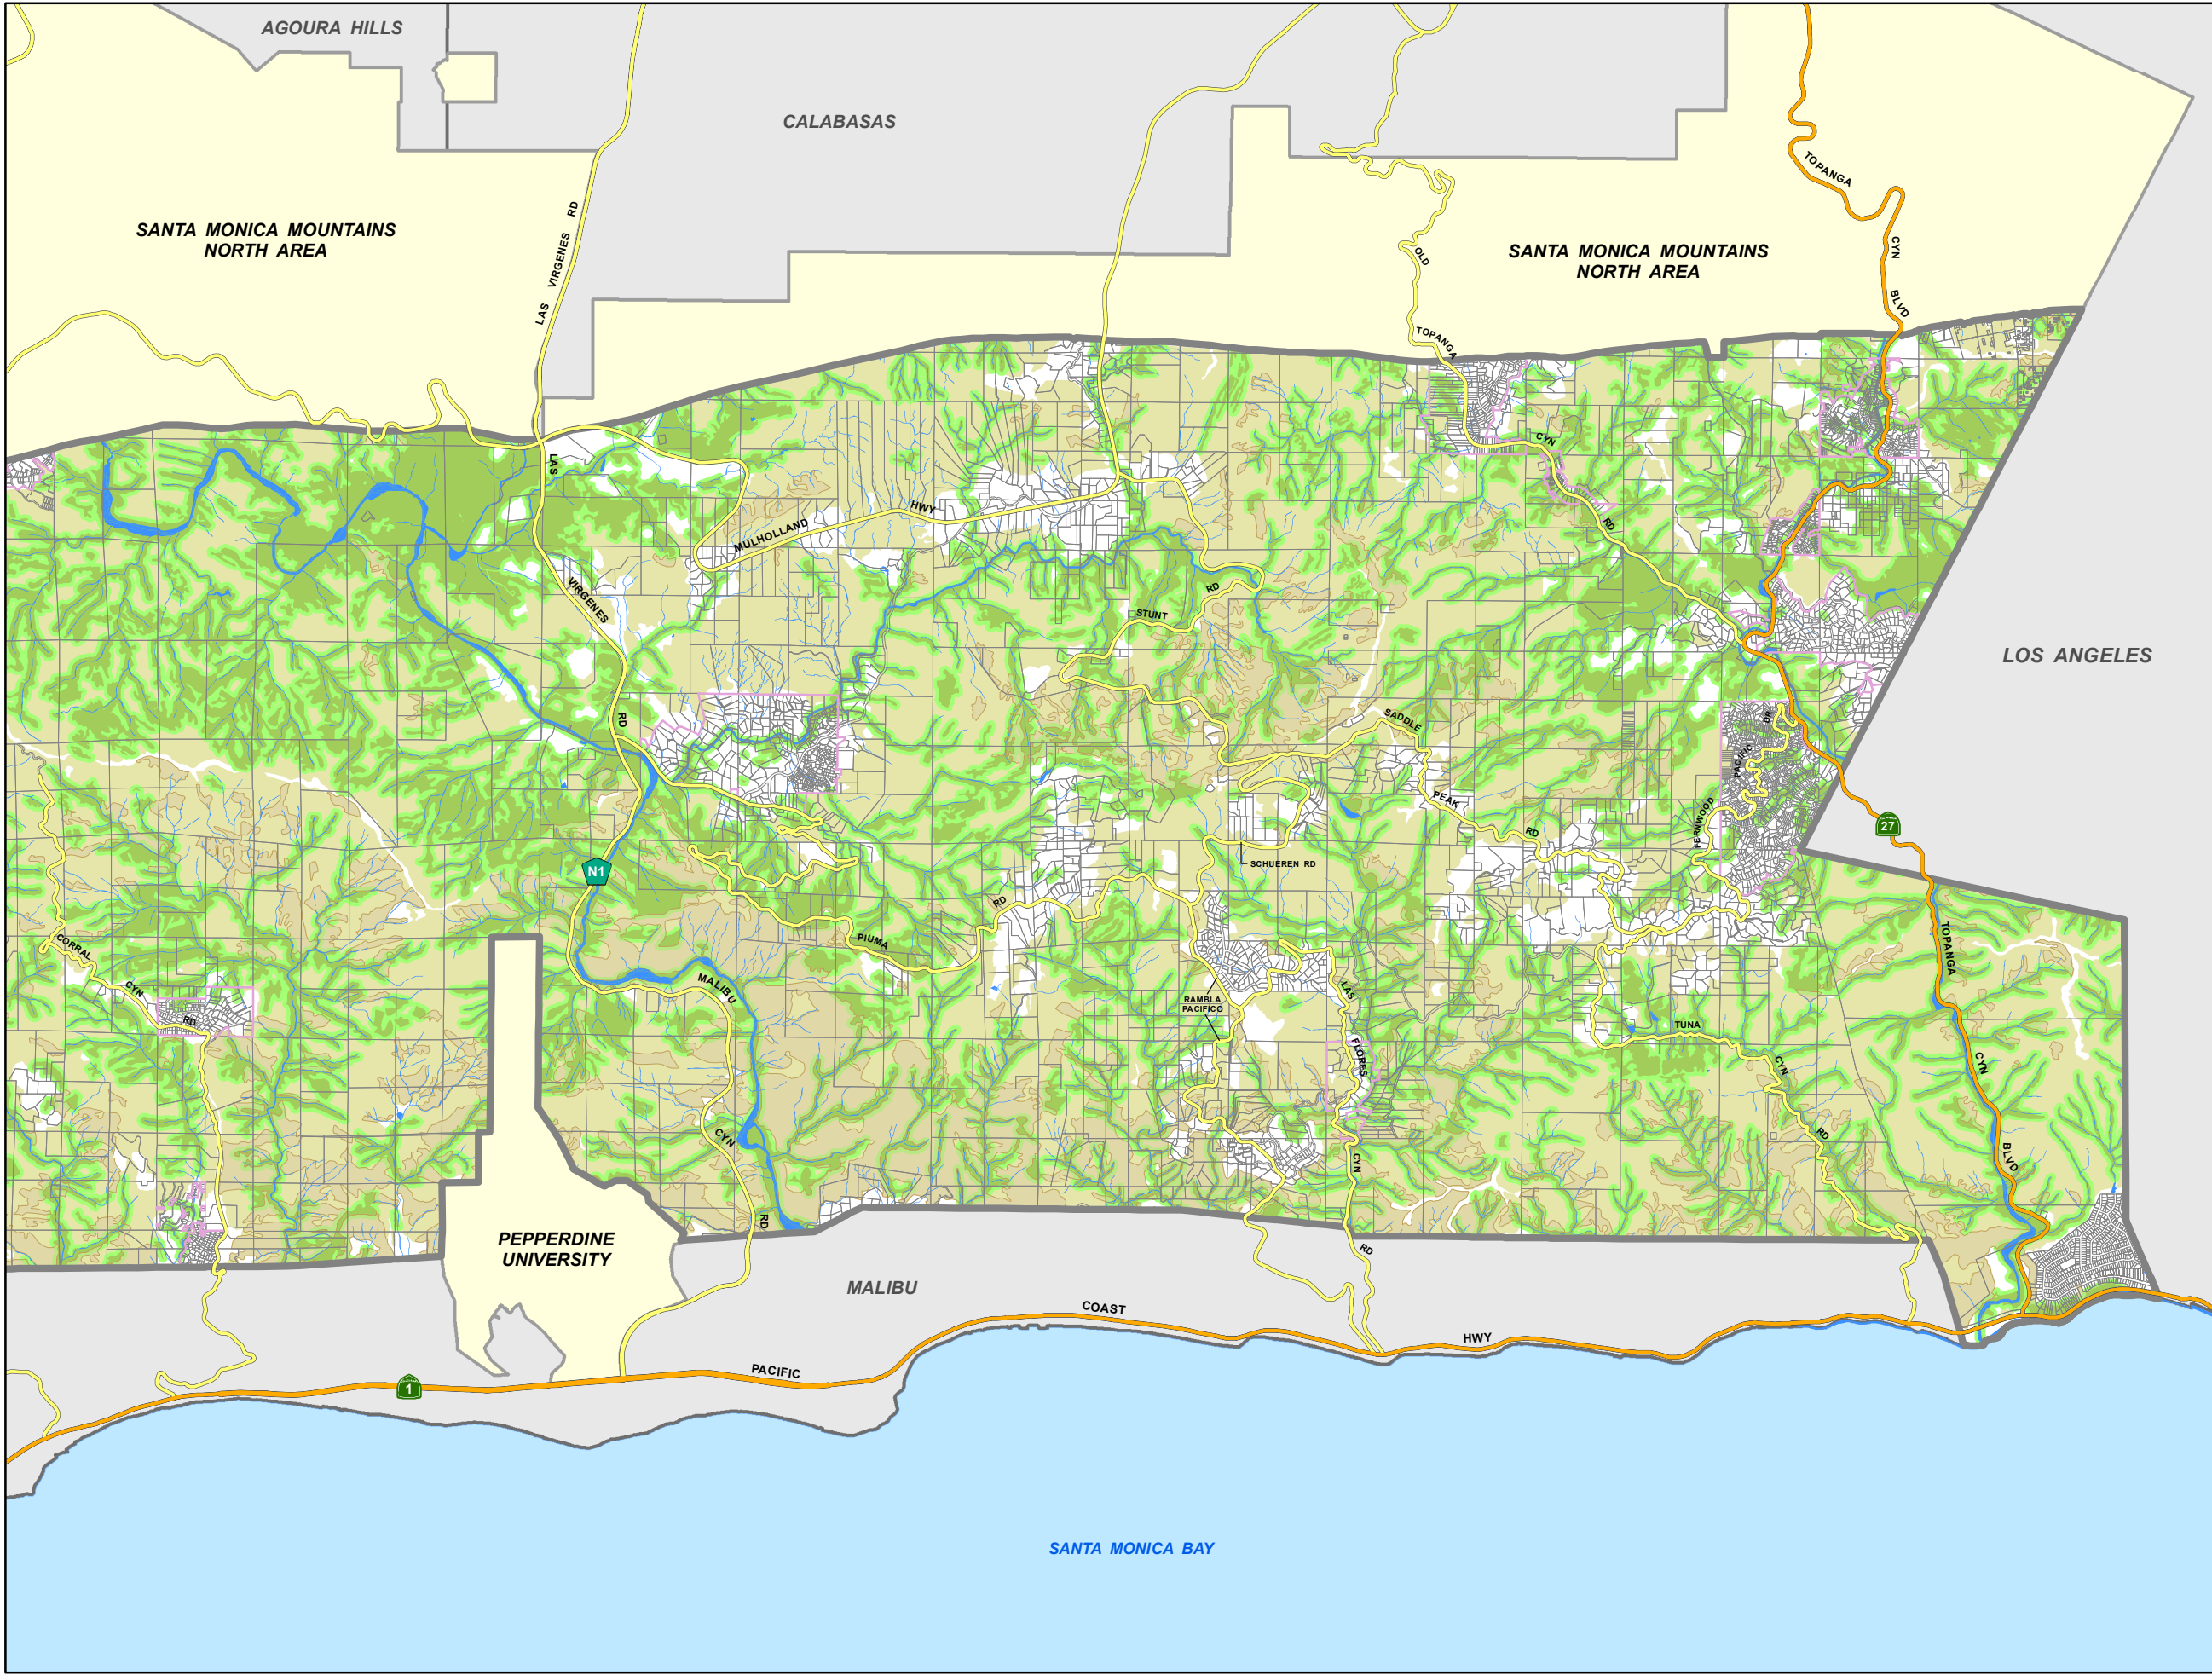 AGOURA HILLS
CALABASAS
SANTA MONICA MOUNTAINS
NORTH AREA
LAS VIRGENES RD
SANTA MONICA MOUNTAINS
NORTH AREA
TOPANGA
CYN
BLVD
OLD
TOPANGA
CYN
RD
LAS
VIRGENES
RD
MULHOLLAND
HWY
STUNT
RD
LOS ANGELES
SADDLE
PEAK
RD
DR
PACIFIC
FERNWOOD
27
SCHUEREN RD
N1
PIUMA
RD
CORRAL
CYN
RD
MALIBU
CYN
RD
RAMBLA
PACIFICO
LAS
FLORES
CYN
RD
TUNA
CYN
RD
TOPANGA
CYN
BLVD
PEPPERDINE
UNIVERSITY
MALIBU
COAST
HWY
PACIFIC
1
SANTA MONICA BAY